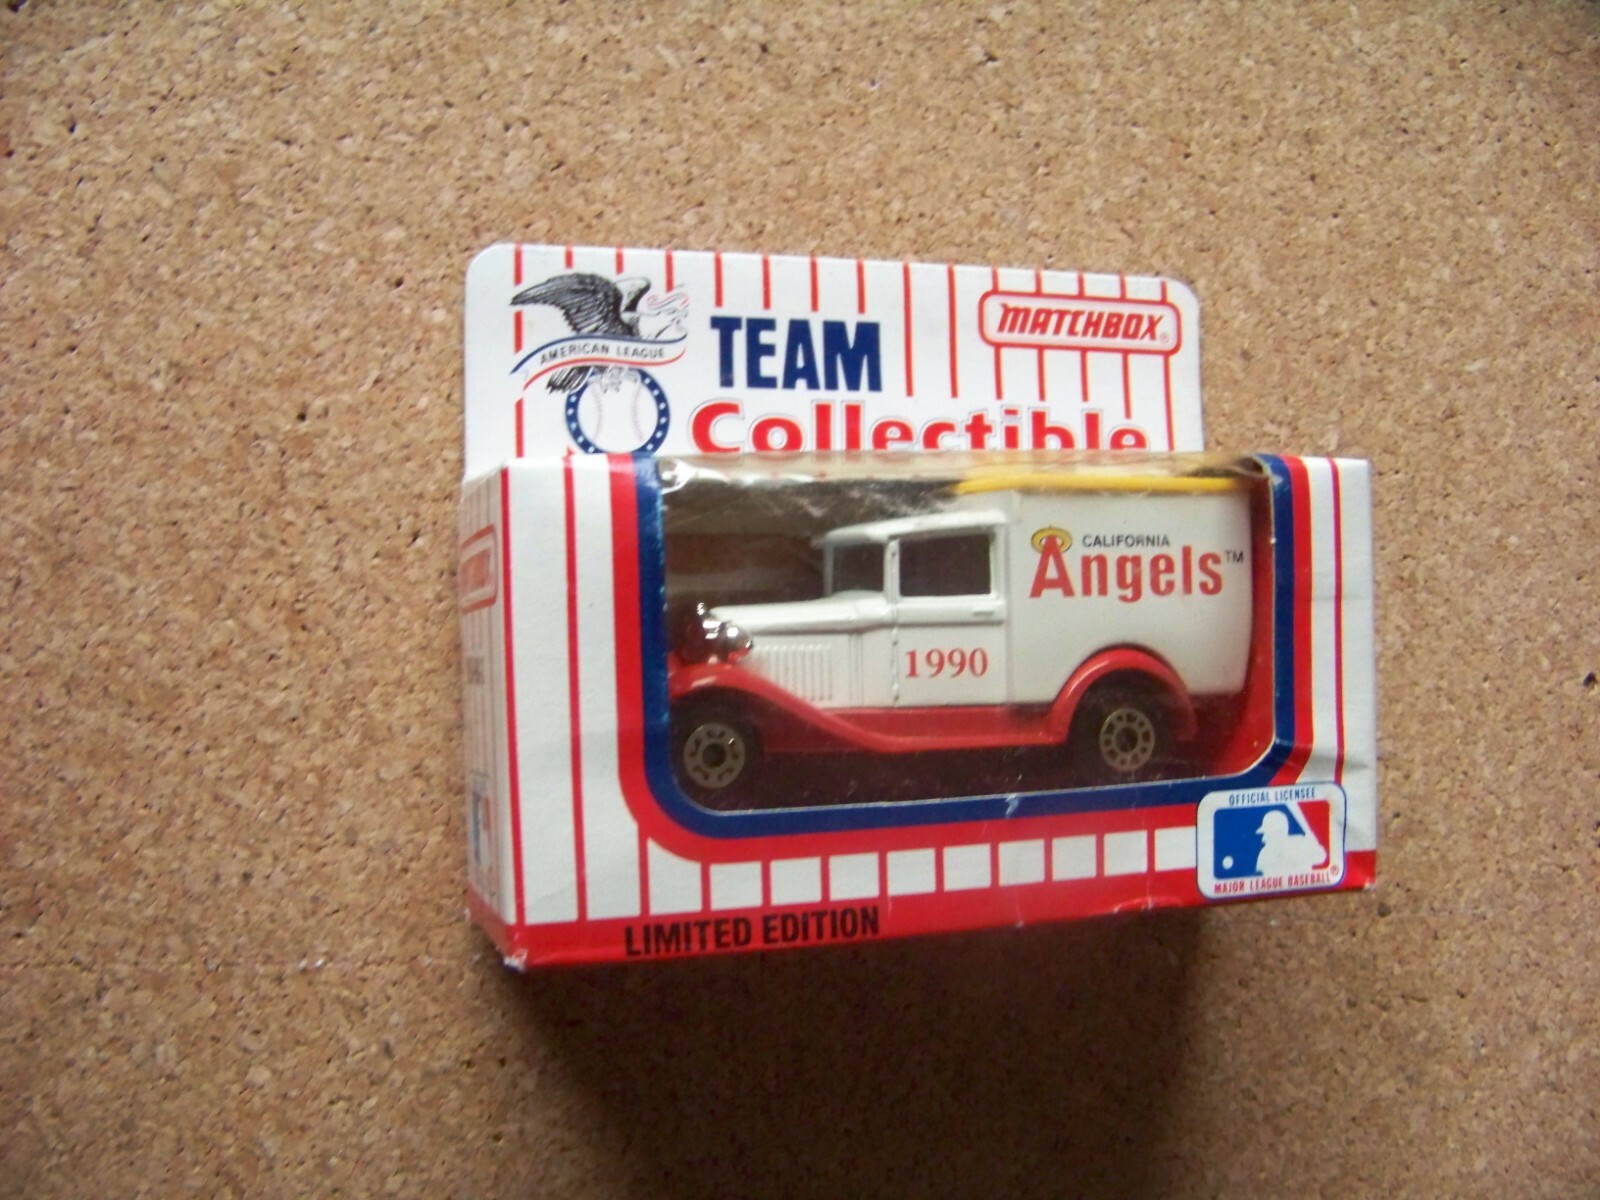 AMERICAN LEAGUE
TEAM
MATCHBOX®
Collectible
CALIFORNIA
Angels™
1990
OFFICIAL LICENSEE
MAJOR LEAGUE BASEBALL®
LIMITED EDITION